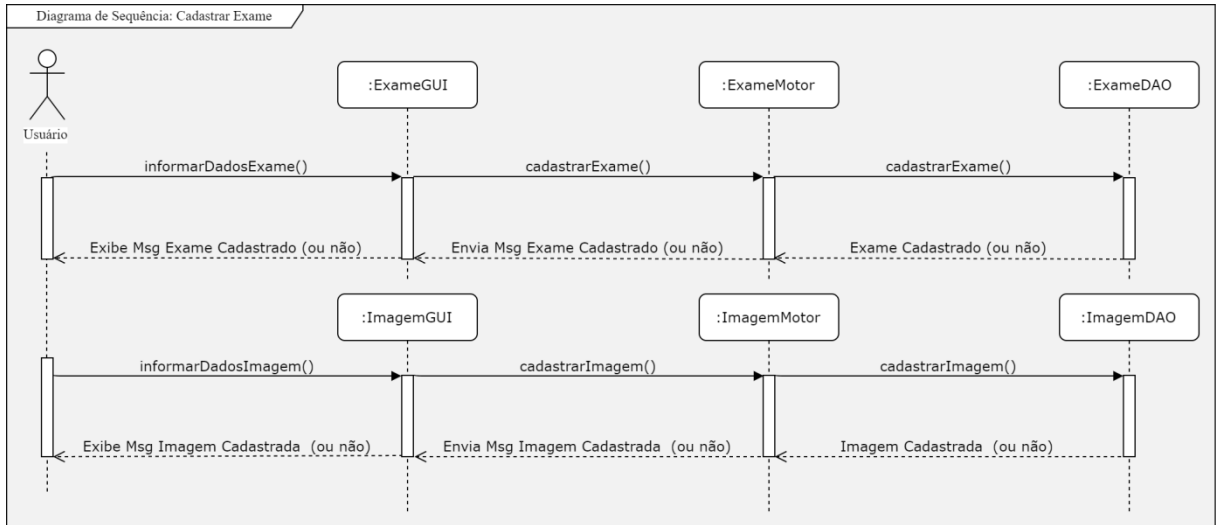 Diagrama de Sequência: Cadastrar Exame
Usuário
:ExameGUI
:ExameMotor
:ExameDAO
informarDadosExame()
cadastrarExame()
cadastrarExame()
Exibe Msg Exame Cadastrado (ou não)
Envia Msg Exame Cadastrado (ou não)
Exame Cadastrado (ou não)
:ImagemGUI
:ImagemMotor
:ImagemDAO
informarDadosImagem()
cadastrarImagem()
cadastrarImagem()
Exibe Msg Imagem Cadastrada (ou não)
Envia Msg Imagem Cadastrada (ou não)
Imagem Cadastrada (ou não)